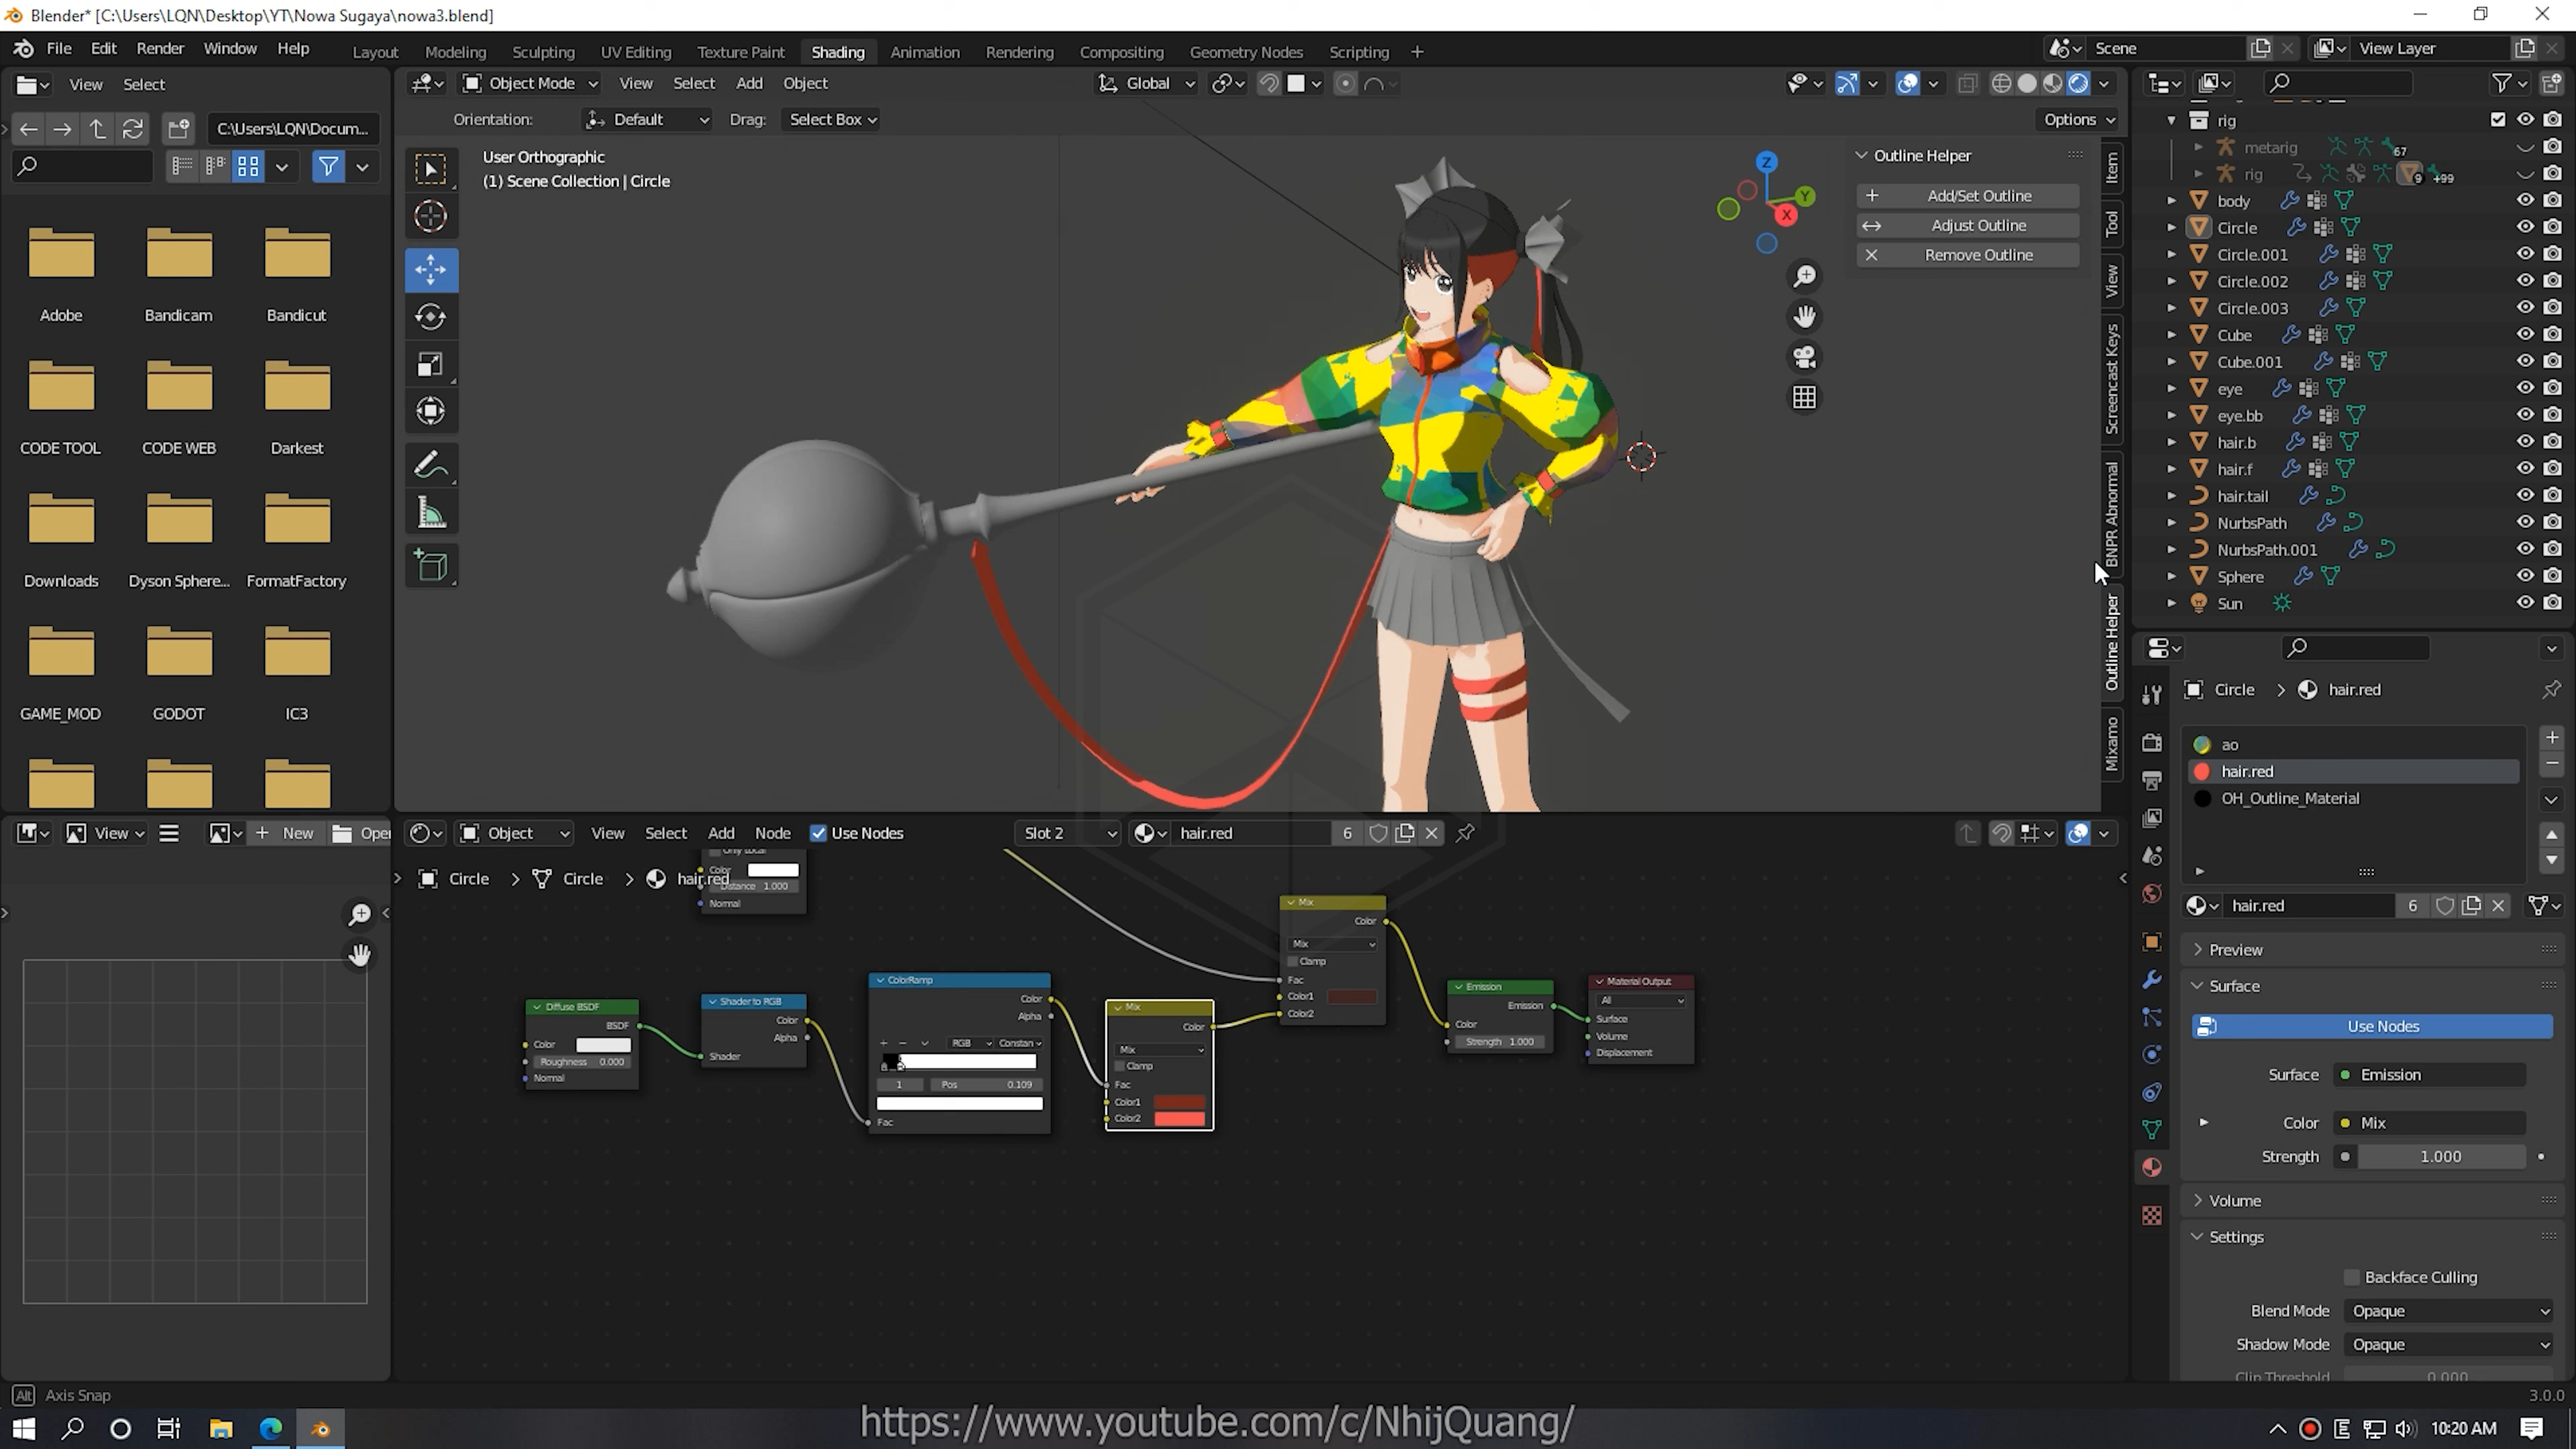 Blender* [C:\Users\LQN\Desktop\YT\Nowa Sugaya\nowa3.blend]
File Edit Render Window Help
Layout Modeling Sculpting UV Editing Texture Paint Shading Animation Rendering Compositing Geometry Nodes Scripting +
Scene
View Layer
View Select
Object Mode View Select Add Object
Global
C:\Users\LQN\Docum...
Orientation: Default Drag: Select Box
Options
User Orthographic
(1) Scene Collection | Circle
Outline Helper
Add/Set Outline
Adjust Outline
Remove Outline
Z
Y
X
Item
Tool
View
Screencast Keys
BNPR Abnormal
Outline Helper
Mixamo
Adobe Bandicam Bandicut
CODE TOOL CODE WEB Darkest
Downloads Dyson Sphere... FormatFactory
GAME_MOD GODOT IC3
rig
metarig 67
rig 9 +99
body
Circle
Circle.001
Circle.002
Circle.003
Cube
Cube.001
eye
eye.bb
hair.b
hair.f
hair.tail
NurbsPath
NurbsPath.001
Sphere
Sun
Circle > hair.red
ao
hair.red
OH_Outline_Material
hair.red 6
Preview
Surface
Use Nodes
Surface Emission
Color Mix
Strength 1.000
Volume
Settings
Backface Culling
Blend Mode Opaque
Shadow Mode Opaque
Clip Threshold 0.000
View New Open
Object View Select Add Node Use Nodes
Slot 2
hair.red 6
Circle > Circle > hair.red
Only Local
Color
Distance 1.000
Normal
Diffuse BSDF
BSDF
Color
Roughness 0.000
Normal
Shader to RGB
Color
Alpha
Shader
ColorRamp
Color
Alpha
+ − RGB Constan
1 Pos 0.109
Fac
Mix
Color
Mix
Clamp
Fac
Color1
Color2
Mix
Color
Mix
Clamp
Fac
Color1
Color2
Emission
Emission
Color
Strength 1.000
Material Output
All
Surface
Volume
Displacement
Alt Axis Snap
3.0.0
https://www.youtube.com/c/NhijQuang/
E
10:20 AM